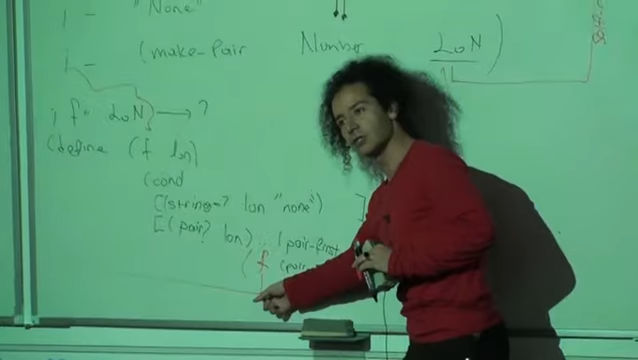 | - "None"
| - (make-pair Number LoN)
; f : LoN → ?
(define (f lon)
(cond
[(string=? lon "none") ]
[(pair? lon) ... (pair-first
(f (pair-